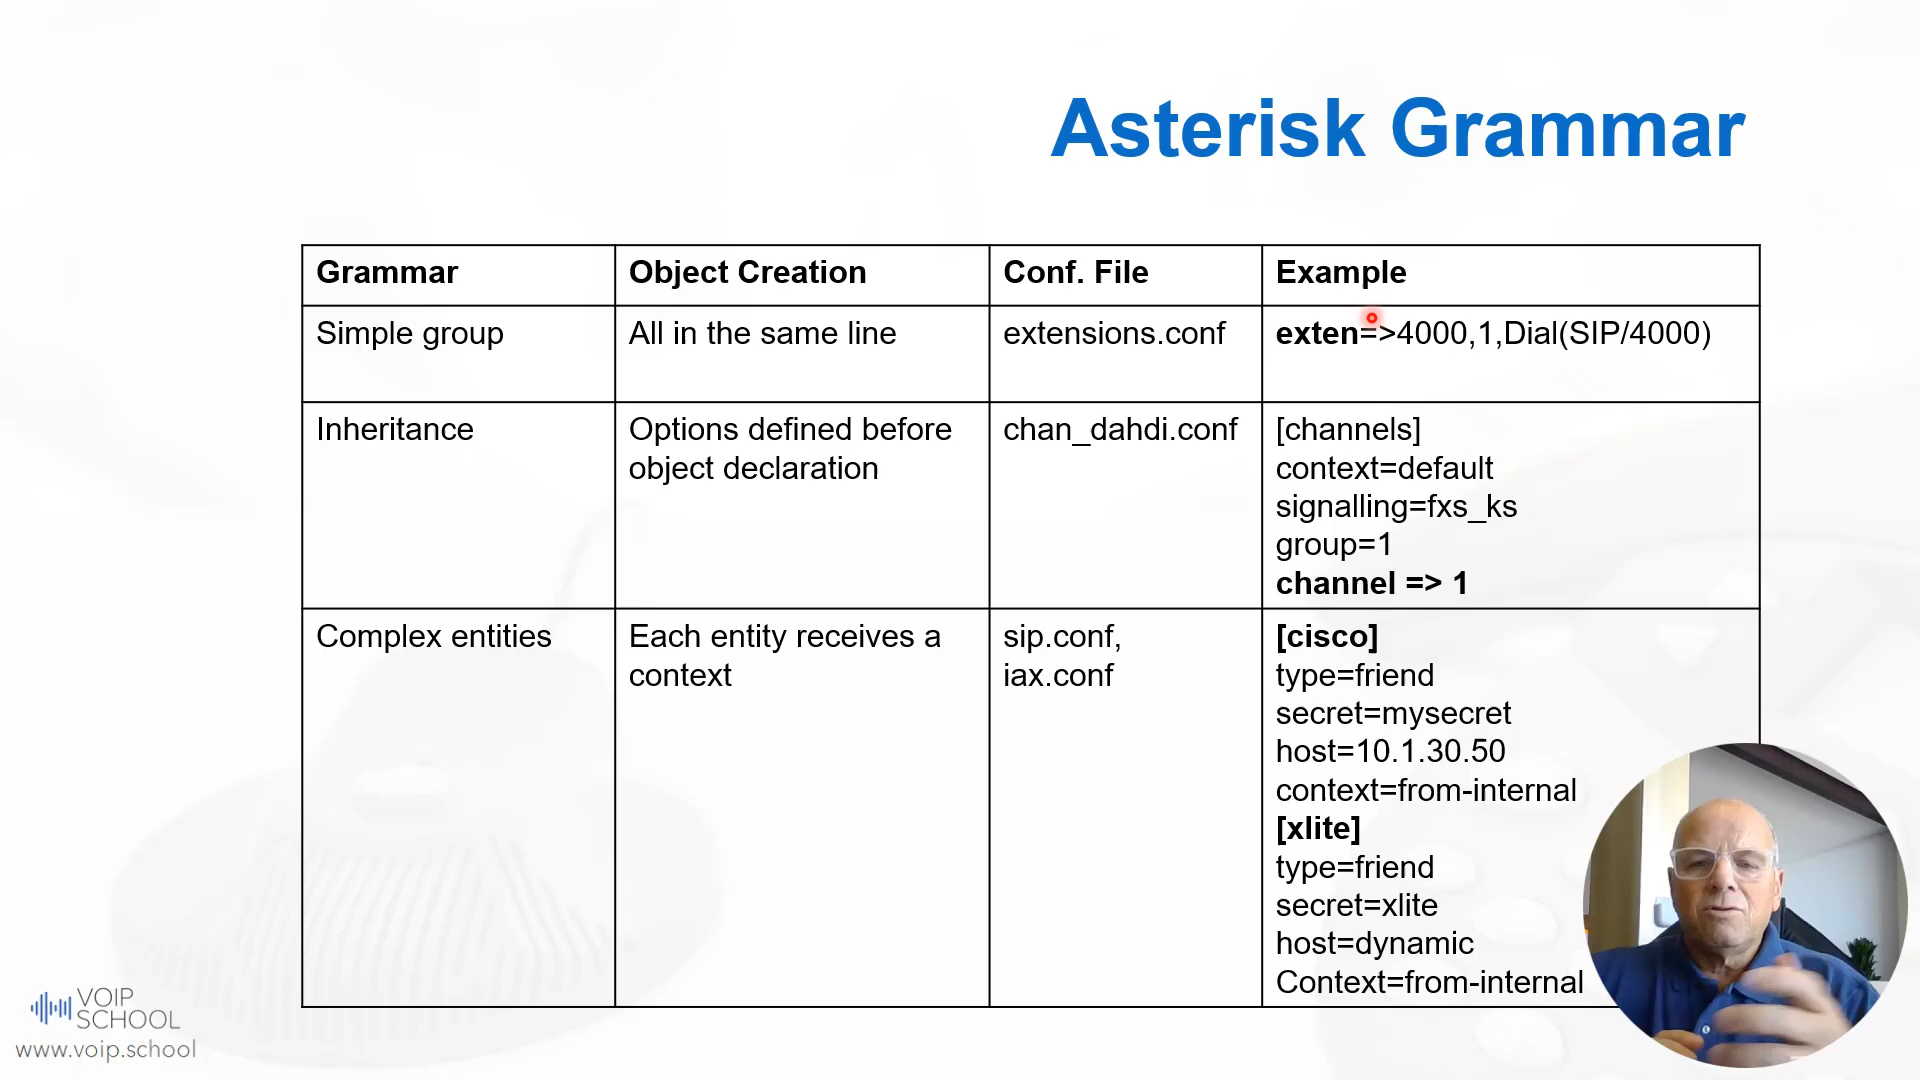 Asterisk Grammar
Grammar
Object Creation
Conf. File
Example
Simple group
All in the same line
extensions.conf
exten=>4000,1,Dial(SIP/4000)
Inheritance
Options defined before
object declaration
chan_dahdi.conf
[channels]
context=default
signalling=fxs_ks
group=1
channel => 1
Complex entities
Each entity receives a
context
sip.conf,
iax.conf
[cisco]
type=friend
secret=mysecret
host=10.1.30.50
context=from-internal
[xlite]
type=friend
secret=xlite
host=dynamic
Context=from-internal
VOIP
SCHOOL
www.voip.school